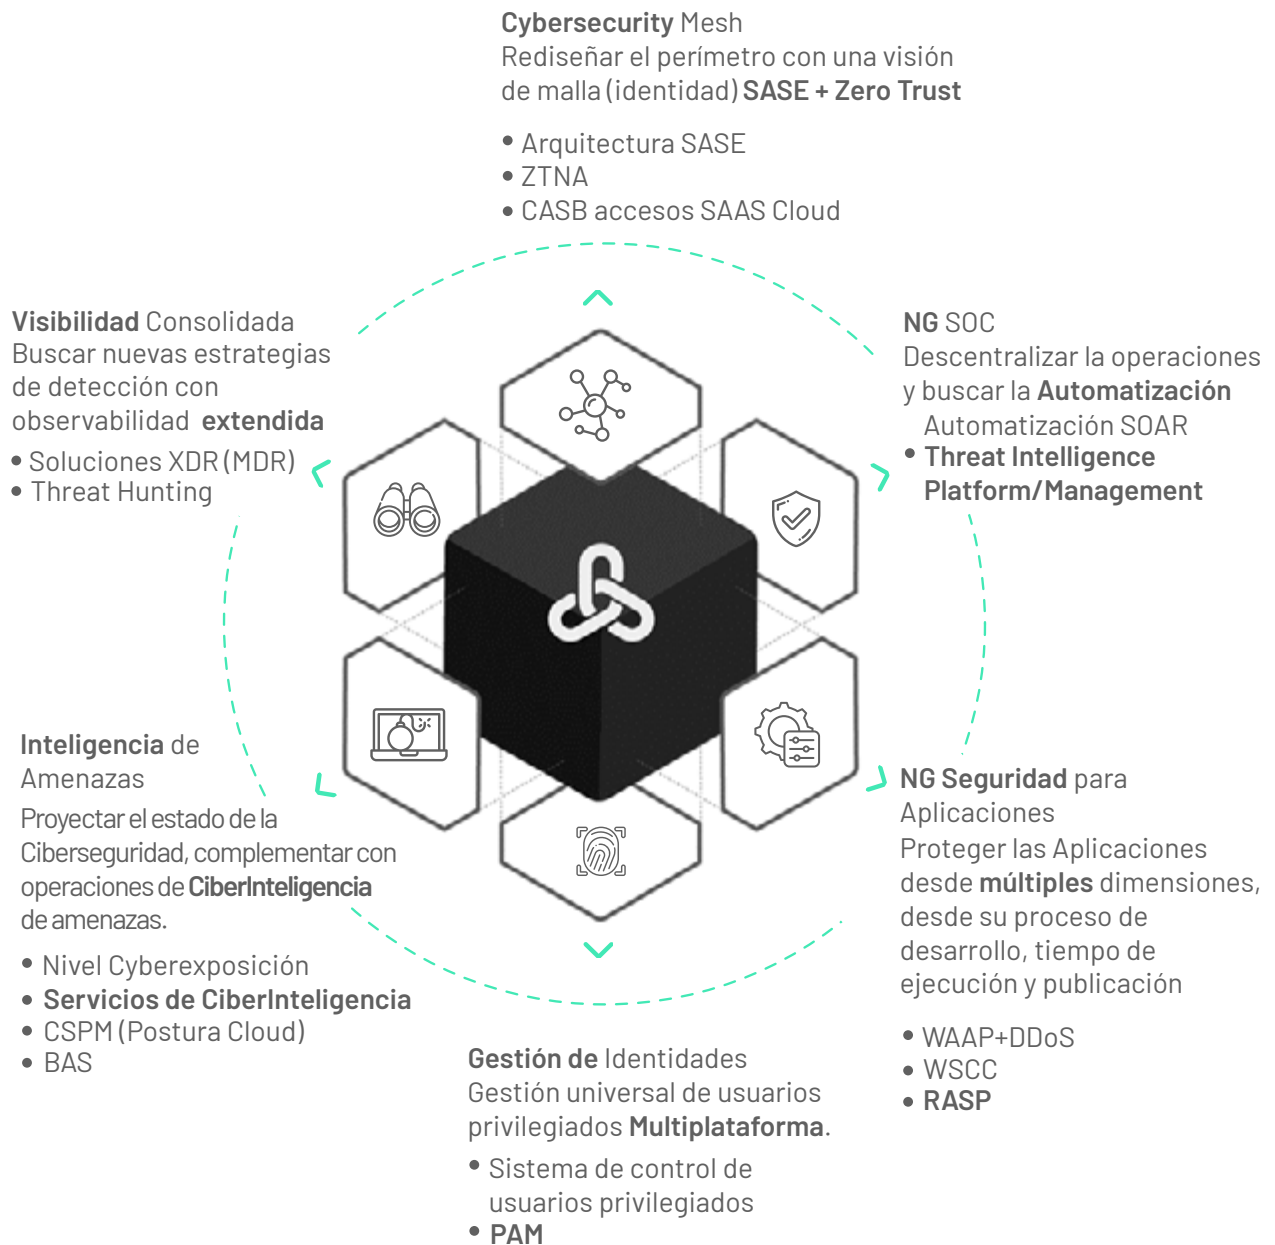 Cybersecurity Mesh
Rediseñar el perímetro con una visión
de malla (identidad) SASE + Zero Trust
• Arquitectura SASE
• ZTNA
• CASB accesos SAAS Cloud
Visibilidad Consolidada
Buscar nuevas estrategias
de detección con
observabilidad extendida
• Soluciones XDR (MDR)
• Threat Hunting
NG SOC
Descentralizar la operaciones
y buscar la Automatización
Automatización SOAR
• Threat Intelligence
Platform/Management
Inteligencia de
Amenazas
Proyectar el estado de la
Ciberseguridad, complementar con
operaciones de CiberInteligencia
de amenazas.
• Nivel Cyberexposición
• Servicios de CiberInteligencia
• CSPM (Postura Cloud)
• BAS
NG Seguridad para
Aplicaciones
Proteger las Aplicaciones
desde múltiples dimensiones,
desde su proceso de
desarrollo, tiempo de
ejecución y publicación
• WAAP+DDoS
• WSCC
• RASP
Gestión de Identidades
Gestión universal de usuarios
privilegiados Multiplataforma.
• Sistema de control de
usuarios privilegiados
• PAM